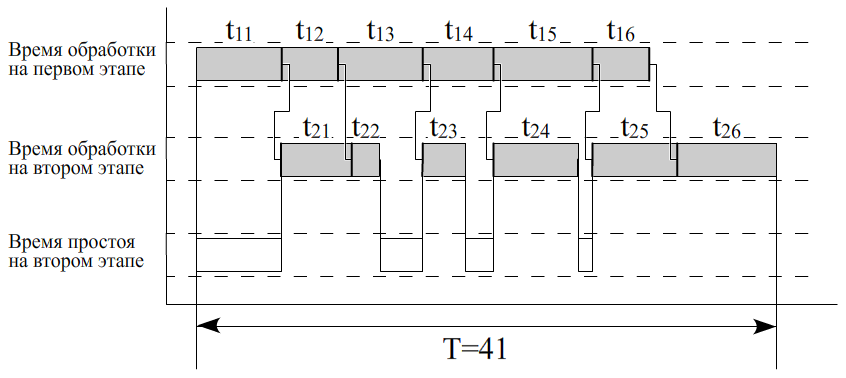 t11 t12 t13 t14 t15 t16
Время обработки
на первом этапе
t21 t22 t23 t24 t25 t26
Время обработки
на втором этапе
Время простоя
на втором этапе
T=41